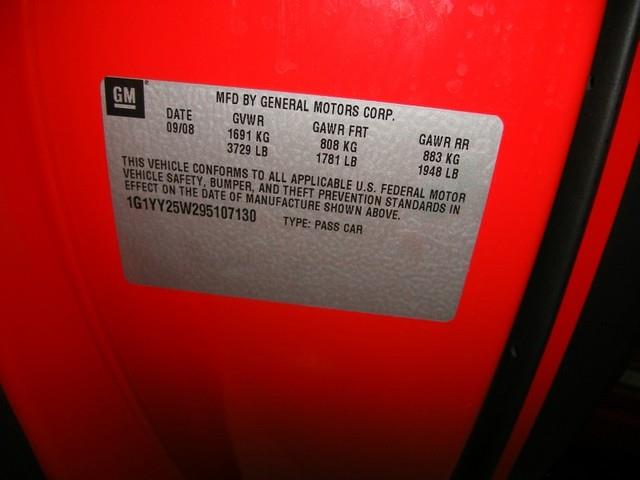 GM
MFD BY GENERAL MOTORS CORP.
DATE GVWR GAWR FRT GAWR RR
09/08 1691 KG 808 KG 883 KG
3729 LB 1781 LB 1948 LB
THIS VEHICLE CONFORMS TO ALL APPLICABLE U.S. FEDERAL MOTOR
VEHICLE SAFETY, BUMPER, AND THEFT PREVENTION STANDARDS IN
EFFECT ON THE DATE OF MANUFACTURE SHOWN ABOVE.
1G1YY25W295107130 TYPE: PASS CAR